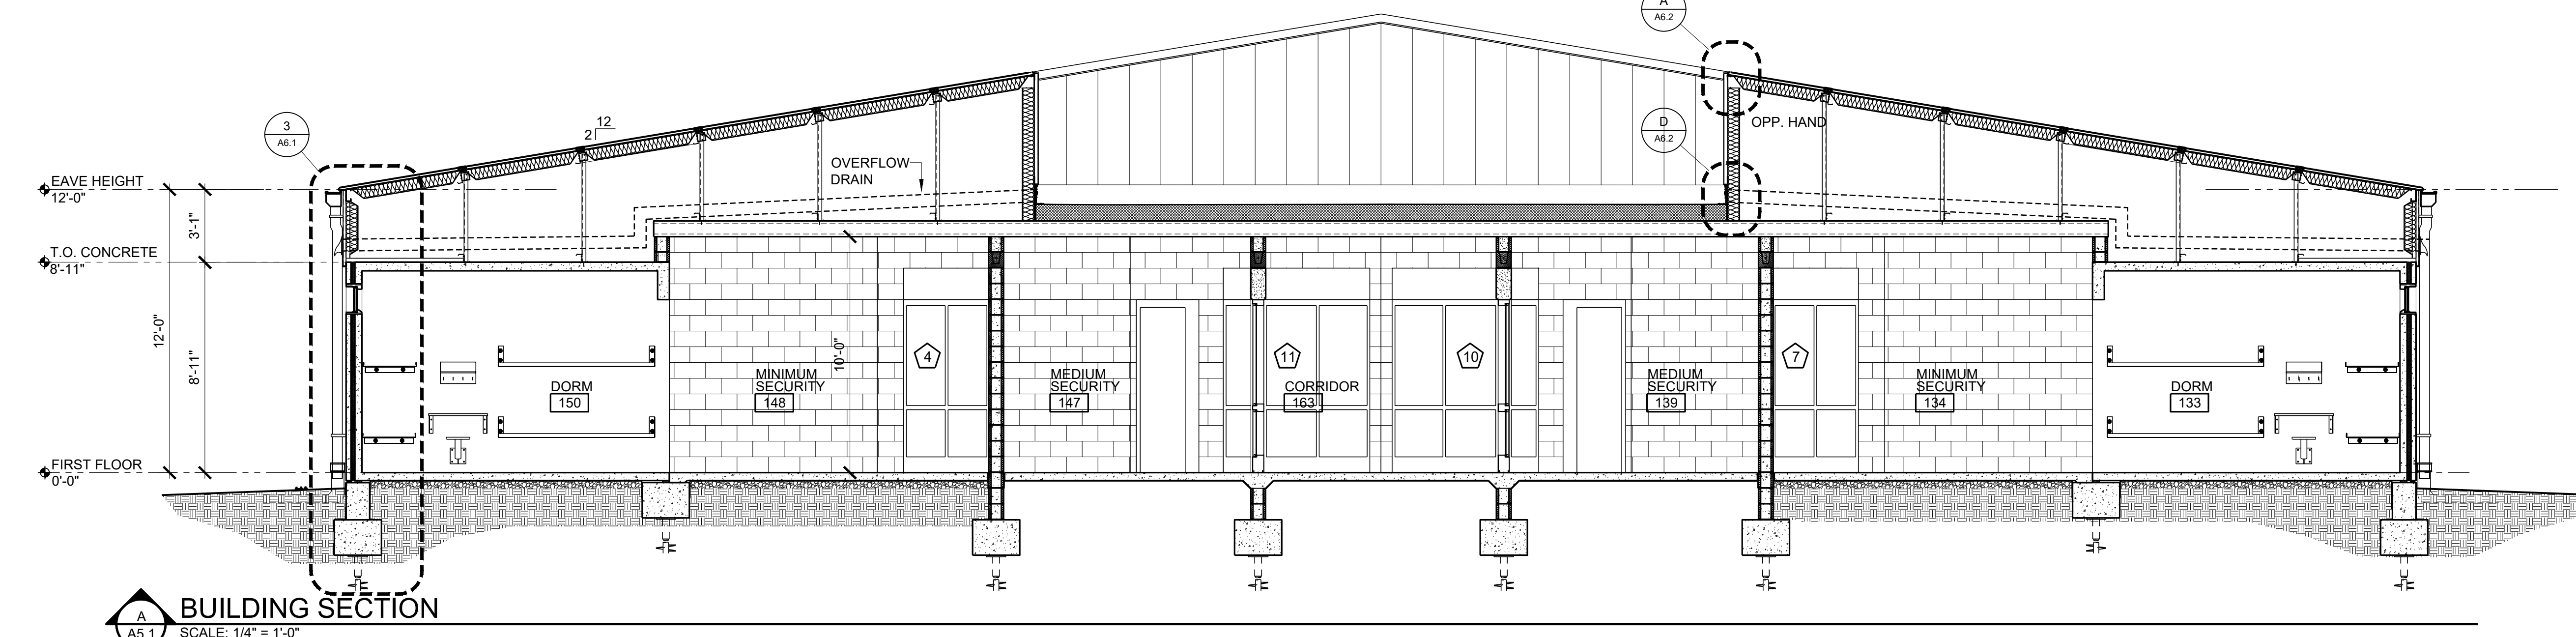 A
A6.2
3
A6.1
12
2
OVERFLOW
DRAIN
D
A6.2
OPP. HAND
EAVE HEIGHT
12'-0"
3'-1"
T.O. CONCRETE
8'-11"
12'-0"
8'-11"
10'-0"
4
11
10
7
DORM
150
MINIMUM
SECURITY
148
MEDIUM
SECURITY
147
CORRIDOR
163
MEDIUM
SECURITY
139
MINIMUM
SECURITY
134
DORM
133
FIRST FLOOR
0'-0"
A
A5.1
BUILDING SECTION
SCALE: 1/4" = 1'-0"